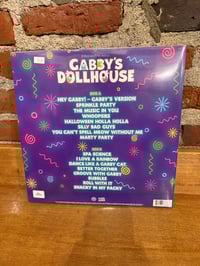 GABBY'S
DOLLHOUSE
SIDE A
HEY GABBY! - GABBY'S VERSION
SPRINKLE PARTY
THE MUSIC IN YOU
WHOOPSIES
HALLOWEEN HOLLA HOLLA
SILLY BAD GUYS
YOU CAN'T SPELL MEOW WITHOUT ME
MARTY PARTY
SIDE B
SPA SCIENCE
I LOVE A RAINBOW
DANCE LIKE A GABBY CAT
BETTER TOGETHER
GROOVE WITH GABBY
BUBBLES
ROLL WITH IT
SNACKY IN MY PACKY